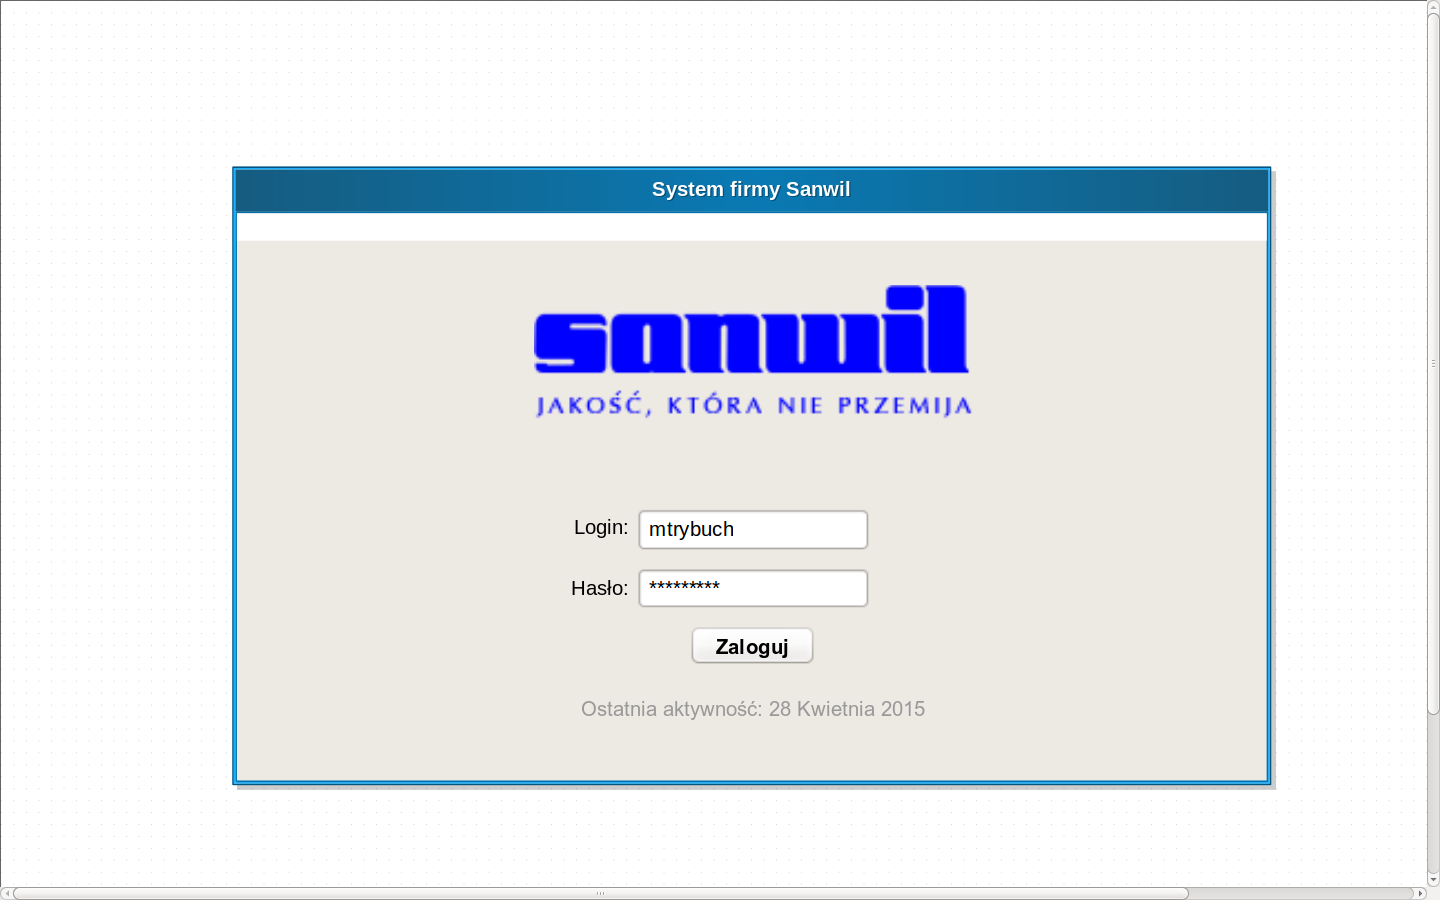 System firmy Sanwil
sanwil
JAKOŚĆ, KTÓRA NIE PRZEMIJA
Login: mtrybuch
Hasło: *********
Zaloguj
Ostatnia aktywność: 28 Kwietnia 2015